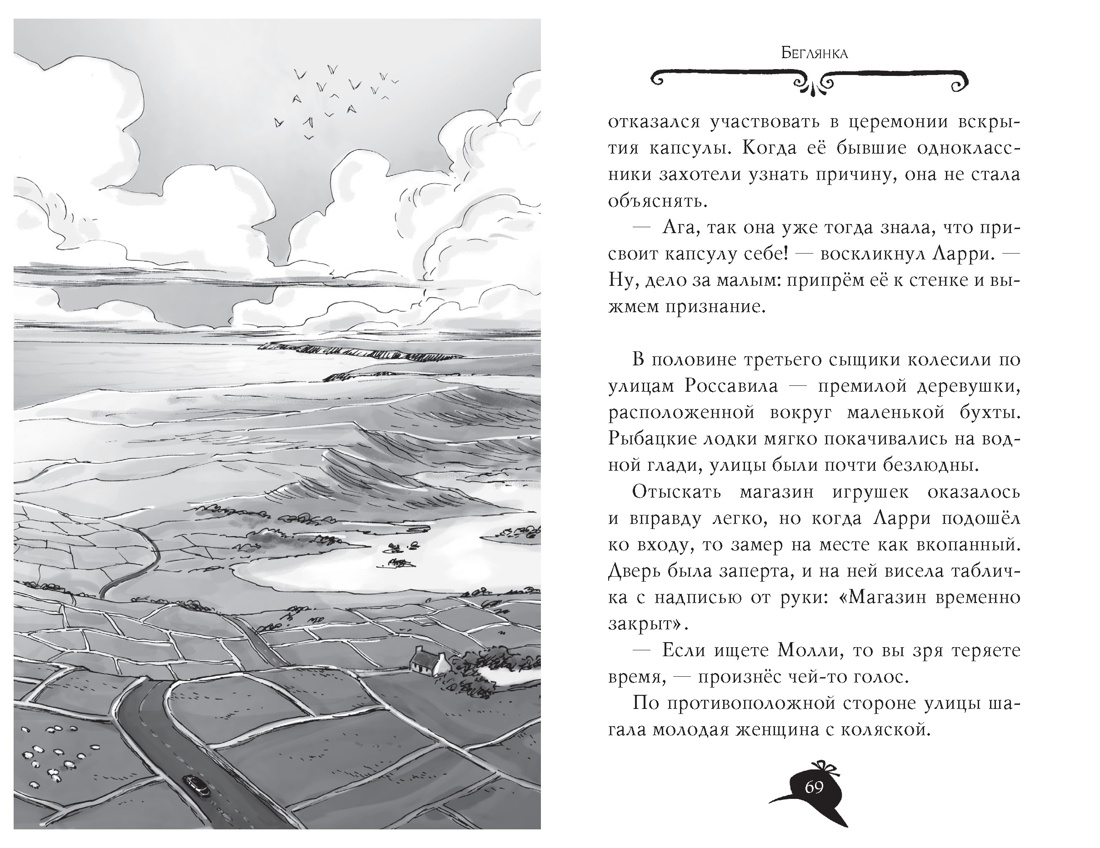 Беглянка
отказался участвовать в церемонии вскры-
тия капсулы. Когда её бывшие однокласс-
ники захотели узнать причину, она не стала
объяснять.
— Ага, так она уже тогда знала, что при-
своит капсулу себе! — воскликнул Ларри. —
Ну, дело за малым: припрём её к стенке и вы-
жмем признание.
В половине третьего сыщики колесили по
улицам Россавила — премилой деревушки,
расположенной вокруг маленькой бухты.
Рыбацкие лодки мягко покачивались на вод-
ной глади, улицы были почти безлюдны.
Отыскать магазин игрушек оказалось
и вправду легко, но когда Ларри подошёл
ко входу, то замер на месте как вкопанный.
Дверь была заперта, и на ней висела таблич-
ка с надписью от руки: «Магазин временно
закрыт».
— Если ищете Молли, то вы зря теряете
время, — произнёс чей-то голос.
По противоположной стороне улицы ша-
гала молодая женщина с коляской.
69